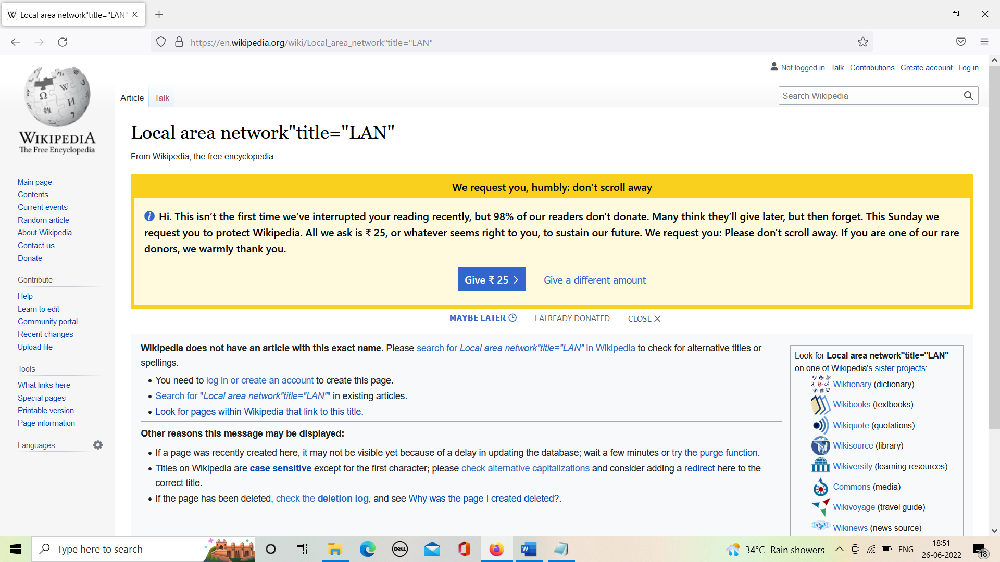 Local area network"title="LAN"
https://en.wikipedia.org/wiki/Local_area_network"title="LAN"
Not logged in Talk Contributions Create account Log in
Article Talk
Search Wikipedia
WIKIPEDIA
The Free Encyclopedia
Main page
Contents
Current events
Random article
About Wikipedia
Contact us
Donate
Contribute
Help
Learn to edit
Community portal
Recent changes
Upload file
Tools
What links here
Special pages
Printable version
Page information
Languages
Local area network"title="LAN"
From Wikipedia, the free encyclopedia
We request you, humbly: don’t scroll away
Hi. This isn’t the first time we’ve interrupted your reading recently, but 98% of our readers don't donate. Many think they’ll give later, but then forget. This Sunday we
request you to protect Wikipedia. All we ask is ₹ 25, or whatever seems right to you, to sustain our future. We request you: Please don't scroll away. If you are one of our rare
donors, we warmly thank you.
Give ₹ 25 Give a different amount
MAYBE LATER I ALREADY DONATED CLOSE
Wikipedia does not have an article with this exact name. Please search for Local area network"title="LAN" in Wikipedia to check for alternative titles or
spellings.
• You need to log in or create an account to create this page.
• Search for "Local area network"title="LAN"" in existing articles.
• Look for pages within Wikipedia that link to this title.
Other reasons this message may be displayed:
• If a page was recently created here, it may not be visible yet because of a delay in updating the database; wait a few minutes or try the purge function.
• Titles on Wikipedia are case sensitive except for the first character; please check alternative capitalizations and consider adding a redirect here to the
correct title.
• If the page has been deleted, check the deletion log, and see Why was the page I created deleted?.
Look for Local area network"title="LAN"
on one of Wikipedia's sister projects:
Wiktionary (dictionary)
Wikibooks (textbooks)
Wikiquote (quotations)
Wikisource (library)
Wikiversity (learning resources)
Commons (media)
Wikivoyage (travel guide)
Wikinews (news source)
Type here to search
DELL
34°C Rain showers
ENG
18:51
26-06-2022
18